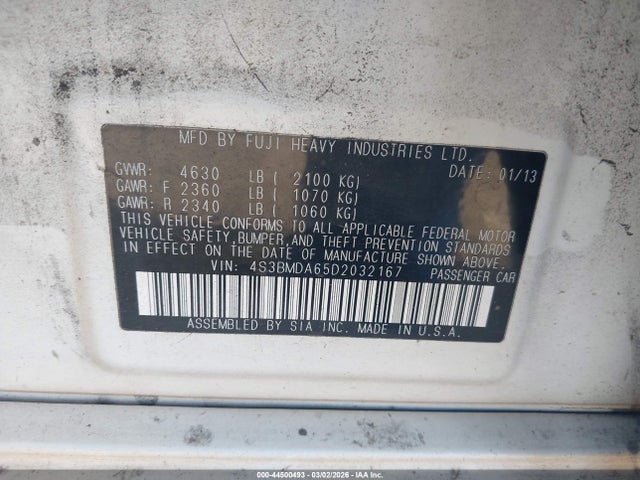 MFD BY FUJI HEAVY INDUSTRIES LTD.
GVWR: 4630 LB ( 2100 KG) DATE: 01/13
GAWR: F 2360 LB ( 1070 KG)
GAWR: R 2340 LB ( 1060 KG)
THIS VEHICLE CONFORMS TO ALL APPLICABLE FEDERAL MOTOR
VEHICLE SAFETY, BUMPER, AND THEFT PREVENTION STANDARDS
IN EFFECT ON THE DATE OF MANUFACTURE SHOWN ABOVE.
VIN: 4S3BMDA65D2032167 PASSENGER CAR
ASSEMBLED BY SIA INC. MADE IN U.S.A.
000-44500493 - 03/02/2026 - IAAI.COM